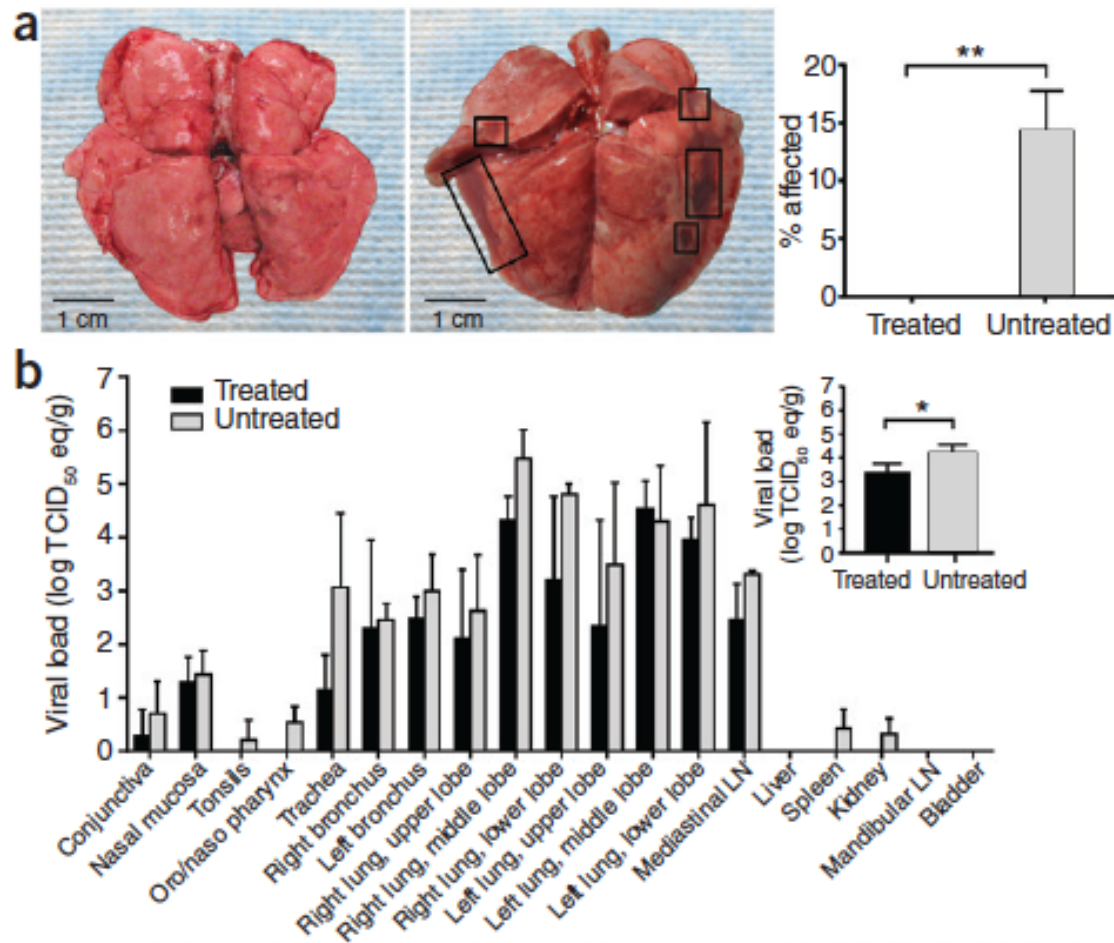 a
1 cm
1 cm
% affected
20
15
10
5
0
**
Treated
Untreated
b
Viral load (log TCID50 eq/g)
7
6
5
4
3
2
1
0
Treated
Untreated
Viral load
(log TCID50 eq/g)
7
6
5
4
3
2
1
0
*
Treated
Untreated
Conjunctiva
Nasal mucosa
Tonsils
Oro/naso pharynx
Trachea
Right bronchus
Left bronchus
Right lung, upper lobe
Right lung, middle lobe
Right lung, lower lobe
Left lung, upper lobe
Left lung, middle lobe
Left lung, lower lobe
Mediastinal LN
Liver
Spleen
Kidney
Mandibular LN
Bladder